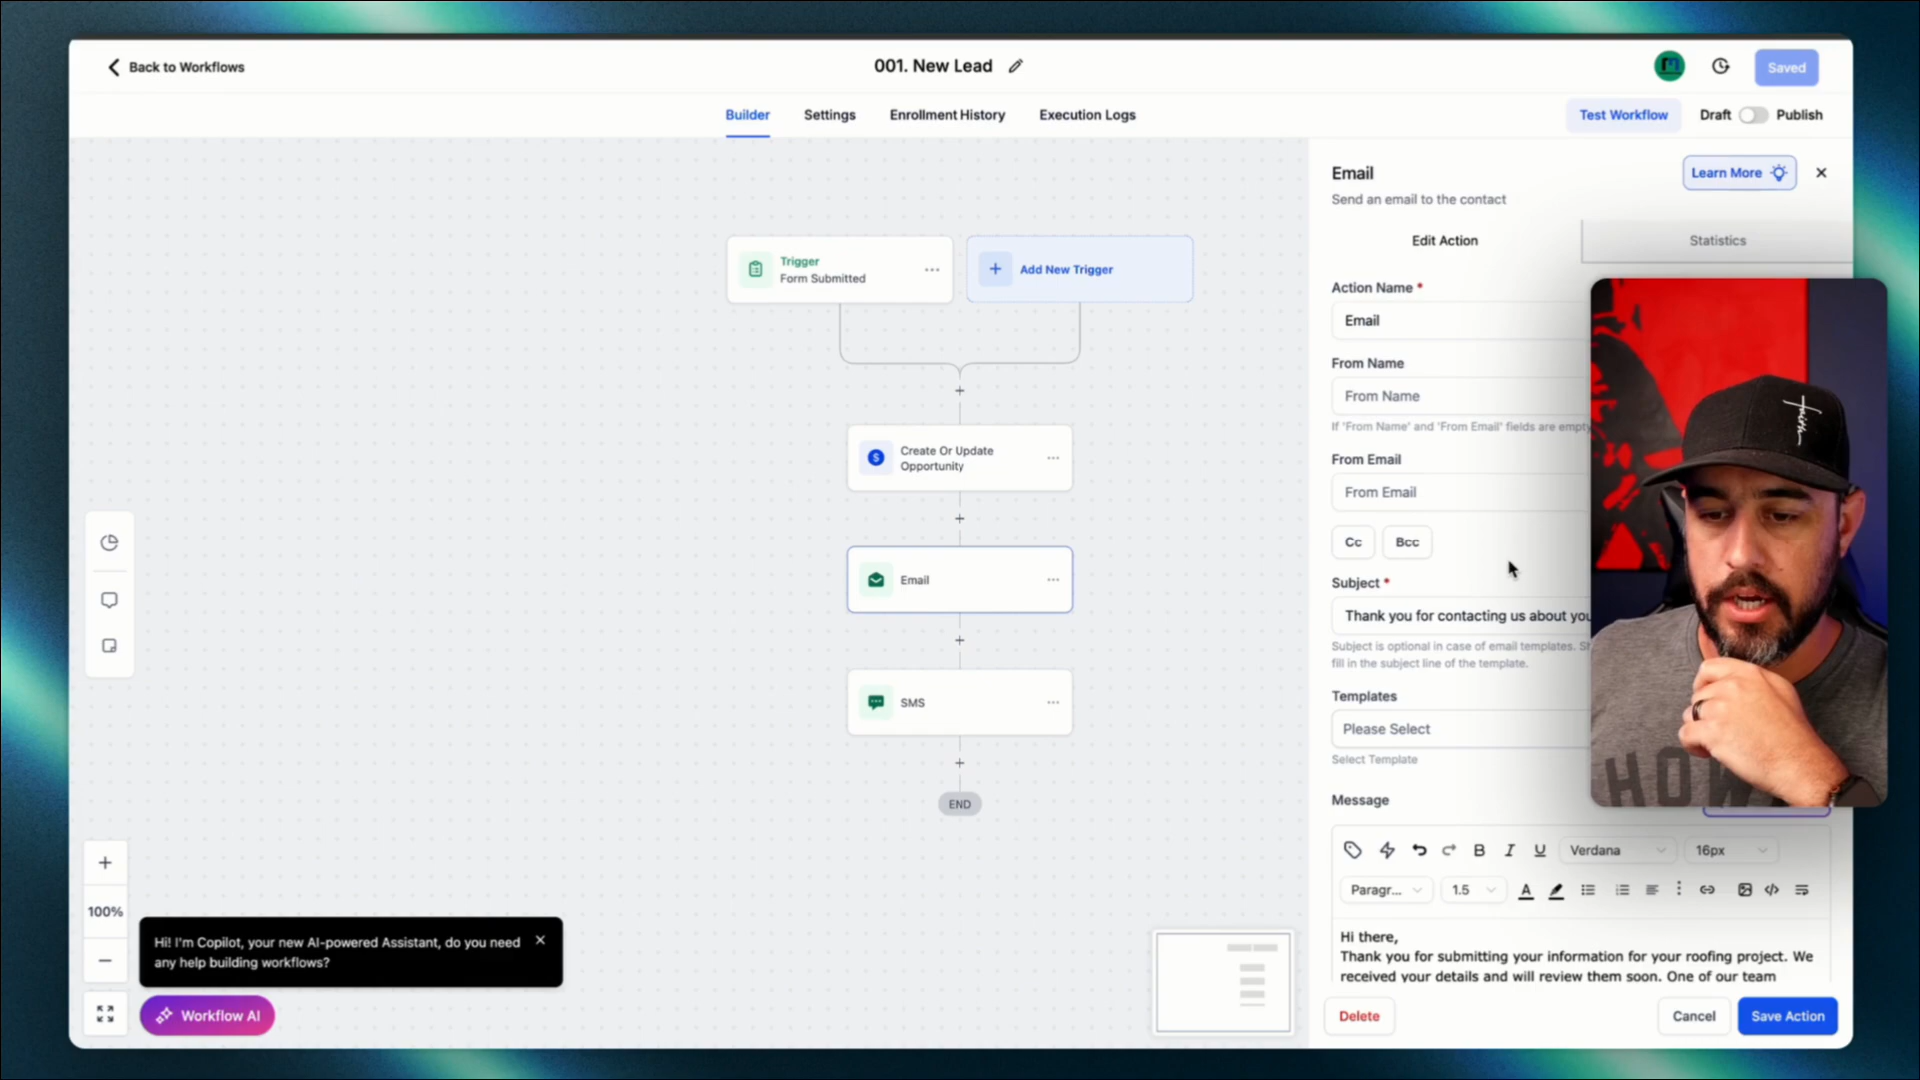 Back to Workflows
001. New Lead
Saved
Builder
Settings
Enrollment History
Execution Logs
Test Workflow
Draft
Publish
Email
Learn More
Send an email to the contact
Edit Action
Statistics
Trigger
Form Submitted
Add New Trigger
Action Name *
Email
From Name
From Name
If 'From Name' and 'From Email' fields are empty
From Email
From Email
Cc
Bcc
Create Or Update
Opportunity
Email
SMS
END
Subject *
Thank you for contacting us about you
Subject is optional in case of email templates.
fill in the subject line of the template.
Templates
Please Select
Select Template
Message
B
I
U
Verdana
16px
Paragr...
1.5
A
Hi there,
Thank you for submitting your information for your roofing project. We
received your details and will review them soon. One of our team
100%
Hi! I'm Copilot, your new AI-powered Assistant, do you need
any help building workflows?
Workflow AI
Delete
Cancel
Save Action